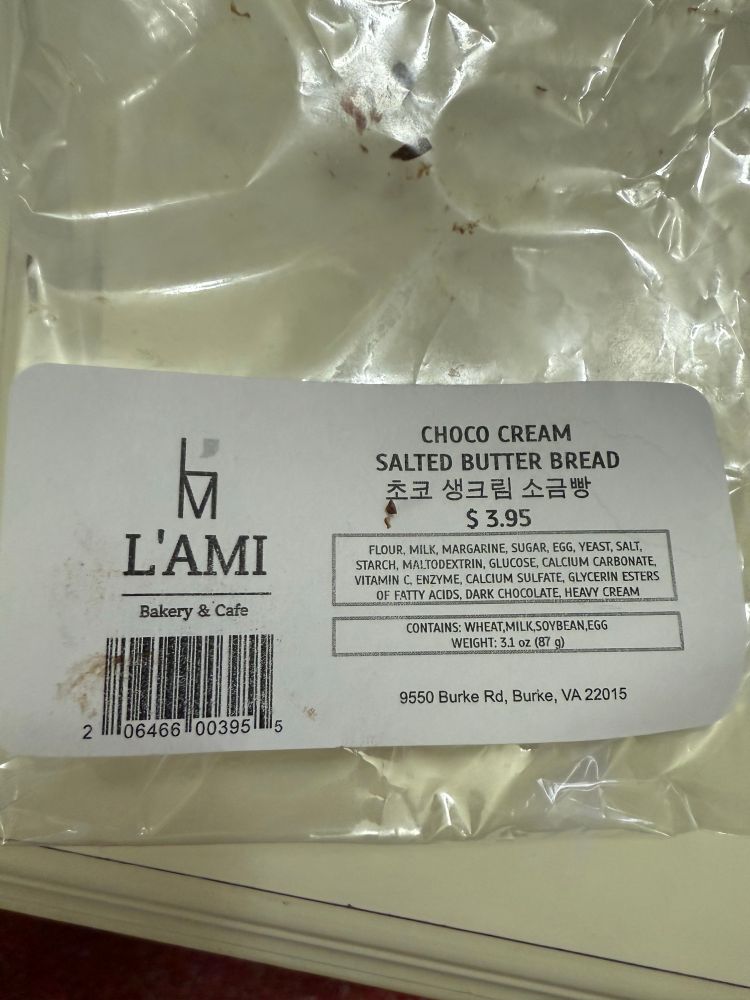 L'M
L'AMI
Bakery & Cafe
2 06466 00395 5
CHOCO CREAM
SALTED BUTTER BREAD
초코 생크림 소금빵
$ 3.95
FLOUR, MILK, MARGARINE, SUGAR, EGG, YEAST, SALT,
STARCH, MALTODEXTRIN, GLUCOSE, CALCIUM CARBONATE,
VITAMIN C, ENZYME, CALCIUM SULFATE, GLYCERIN ESTERS
OF FATTY ACIDS, DARK CHOCOLATE, HEAVY CREAM
CONTAINS: WHEAT,MILK,SOYBEAN,EGG
WEIGHT: 3.1 oz (87 g)
9550 Burke Rd, Burke, VA 22015